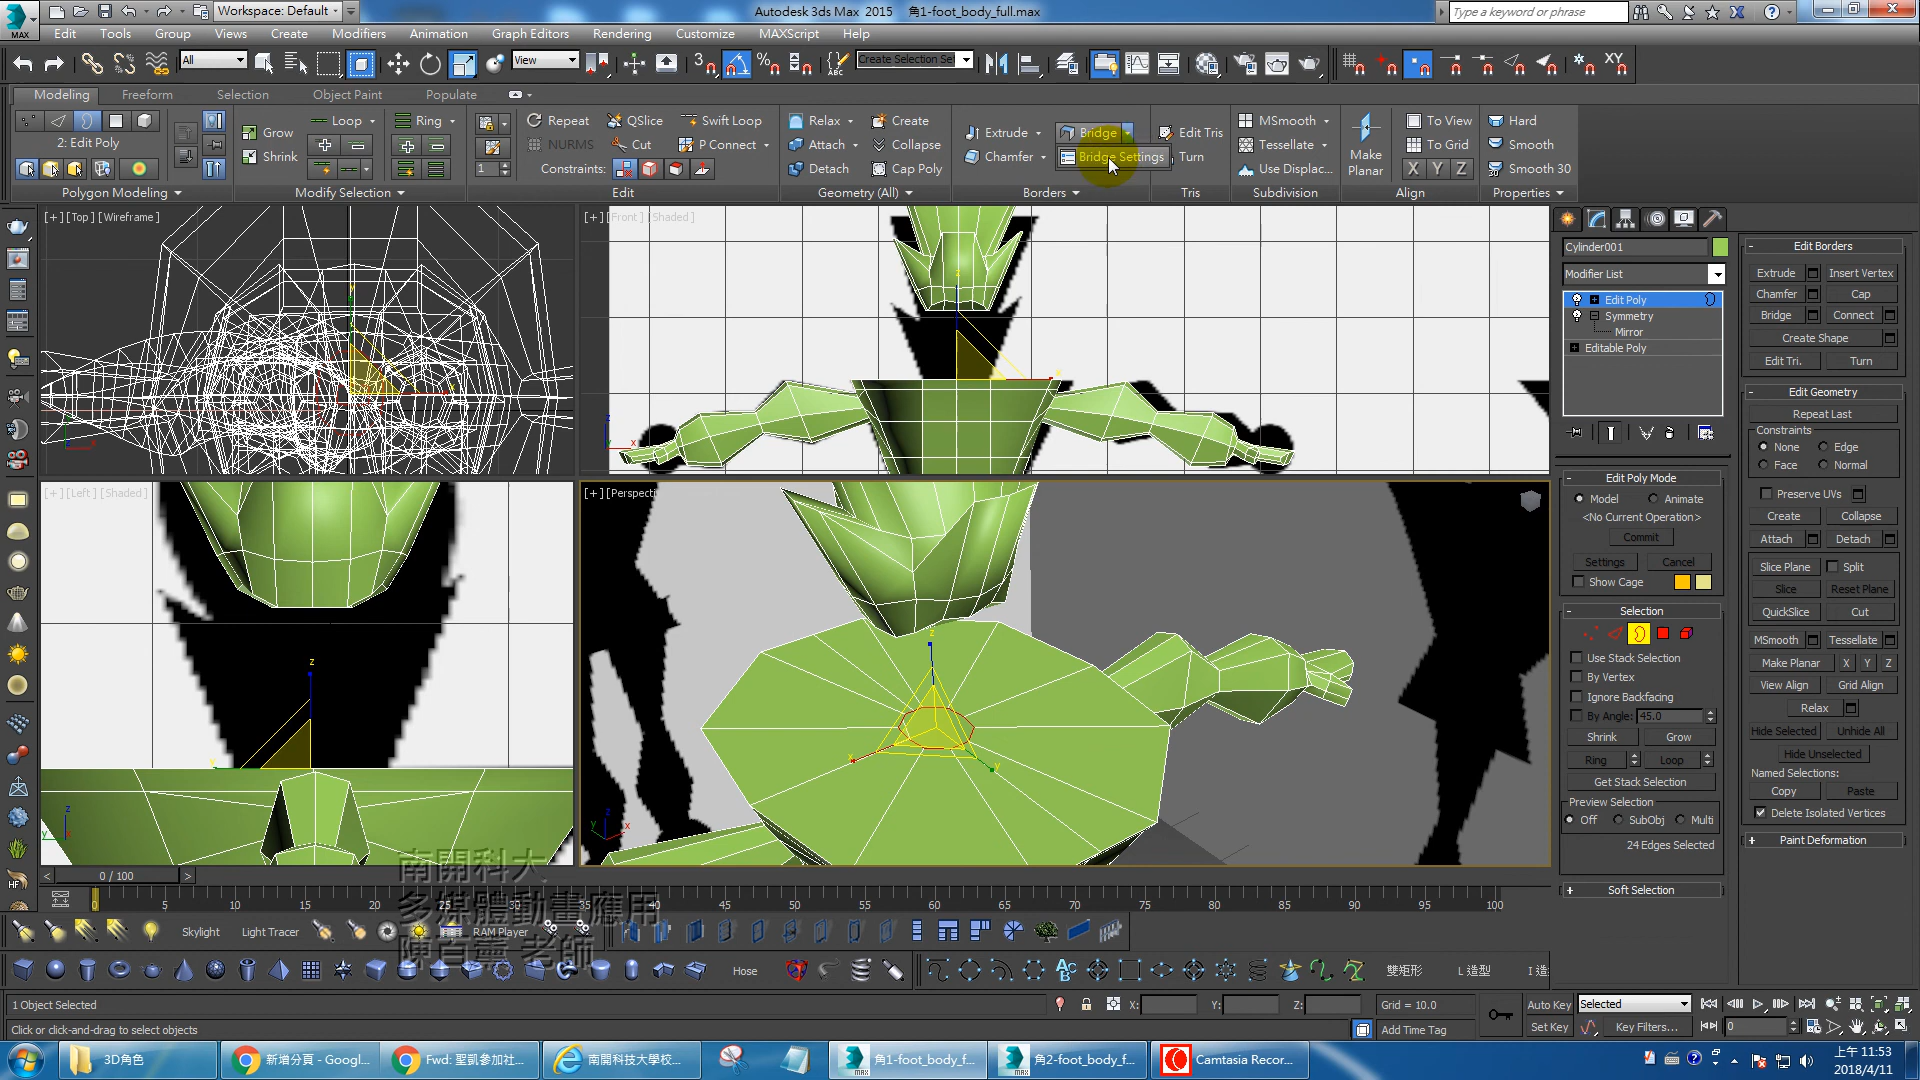 Workspace: Default
Autodesk 3ds Max 2015
角1-foot_body_full.max
Type a keyword or phrase
MAX
Edit
Tools
Group
Views
Create
Modifiers
Animation
Graph Editors
Rendering
Customize
MAXScript
Help
All
View
Create Selection Se
XY
Modeling
Freeform
Selection
Object Paint
Populate
Loop
Ring
2: Edit Poly
Grow
Shrink
Repeat
QSlice
Swift Loop
NURMS
Cut
P Connect
Constraints:
1
Relax
Create
Attach
Collapse
Detach
Cap Poly
Extrude
Bridge
Chamfer
Bridge Settings
Edit Tris
Turn
MSmooth
Tessellate
Use Displac...
Make
Planar
To View
To Grid
X
Y
Z
Hard
Smooth
Smooth 30
Polygon Modeling
Modify Selection
Edit
Geometry (All)
Borders
Tris
Subdivision
Align
Properties
[+][Top][Wireframe]
[+][Front][Shaded]
[+][Left][Shaded]
[+][Perspecti
Cylinder001
Modifier List
Edit Poly
Symmetry
Mirror
Editable Poly
Edit Poly Mode
Model
Animate
<No Current Operation>
Commit
Settings
Cancel
Show Cage
Selection
Use Stack Selection
By Vertex
Ignore Backfacing
By Angle:
45.0
Shrink
Grow
Ring
Loop
Get Stack Selection
Preview Selection
Off
SubObj
Multi
24 Edges Selected
Soft Selection
Edit Borders
Extrude
Insert Vertex
Chamfer
Cap
Bridge
Connect
Create Shape
Edit Tri.
Turn
Edit Geometry
Repeat Last
Constraints
None
Edge
Face
Normal
Preserve UVs
Create
Collapse
Attach
Detach
Slice Plane
Split
Slice
Reset Plane
QuickSlice
Cut
MSmooth
Tessellate
Make Planar
X
Y
Z
View Align
Grid Align
Relax
Hide Selected
Unhide All
Hide Unselected
Named Selections:
Copy
Paste
Delete Isolated Vertices
Paint Deformation
0 / 100
5
10
15
20
25
55
60
65
70
75
80
85
90
95
100
南開科大
多媒體動畫應用
陳百薰 老師
Skylight
Light Tracer
RAM Player
Hose
雙矩形
L 造型
I 造
1 Object Selected
Click or click-and-drag to select objects
X:
Y:
Z:
Grid = 10.0
Add Time Tag
Auto Key
Selected
Set Key
Key Filters...
0
3D角色
新增分頁 - Googl...
Fwd: 聖凱參加社...
南開科技大學校...
角1-foot_body_f...
角2-foot_body_f...
Camtasia Recor...
上午 11:53
2018/4/11